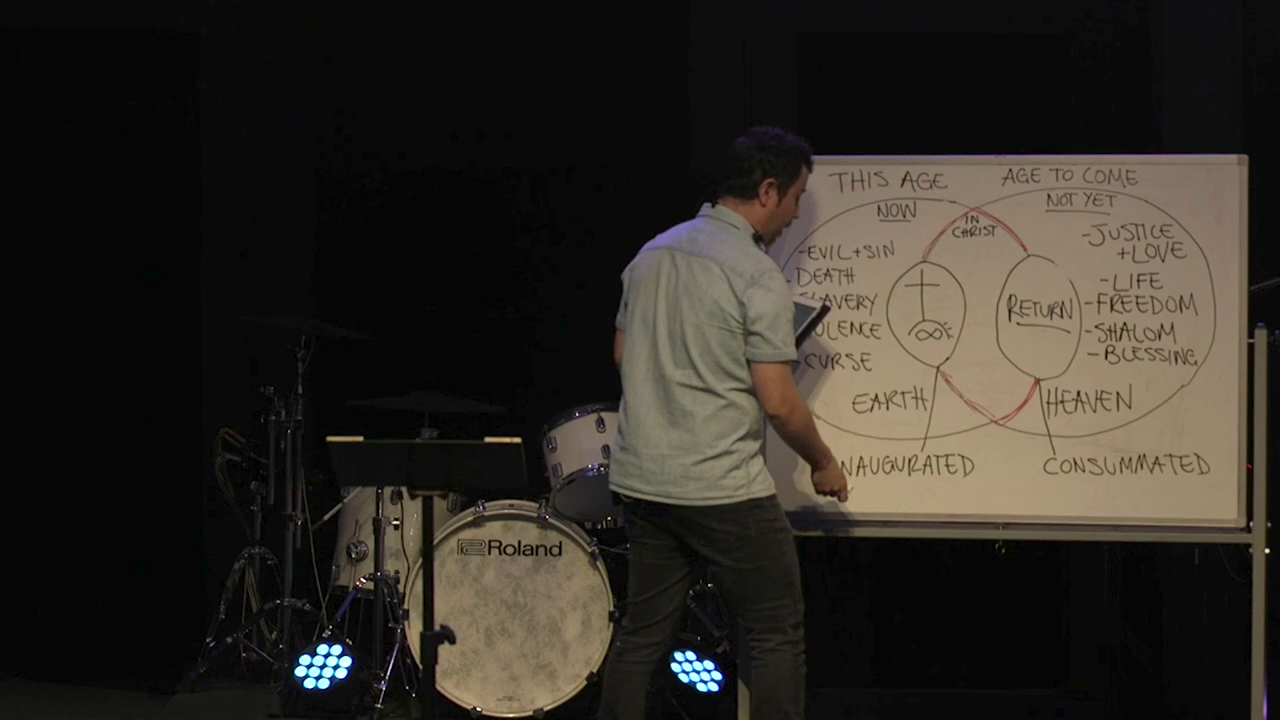 THIS AGE
NOW
- EVIL + SIN
- DEATH
- CURSE
EARTH
IN
CHRIST
AGE TO COME
NOT YET
- JUSTICE
+ LOVE
- LIFE
- FREEDOM
- SHALOM
- BLESSING
RETURN
HEAVEN
CONSUMMATED
Roland